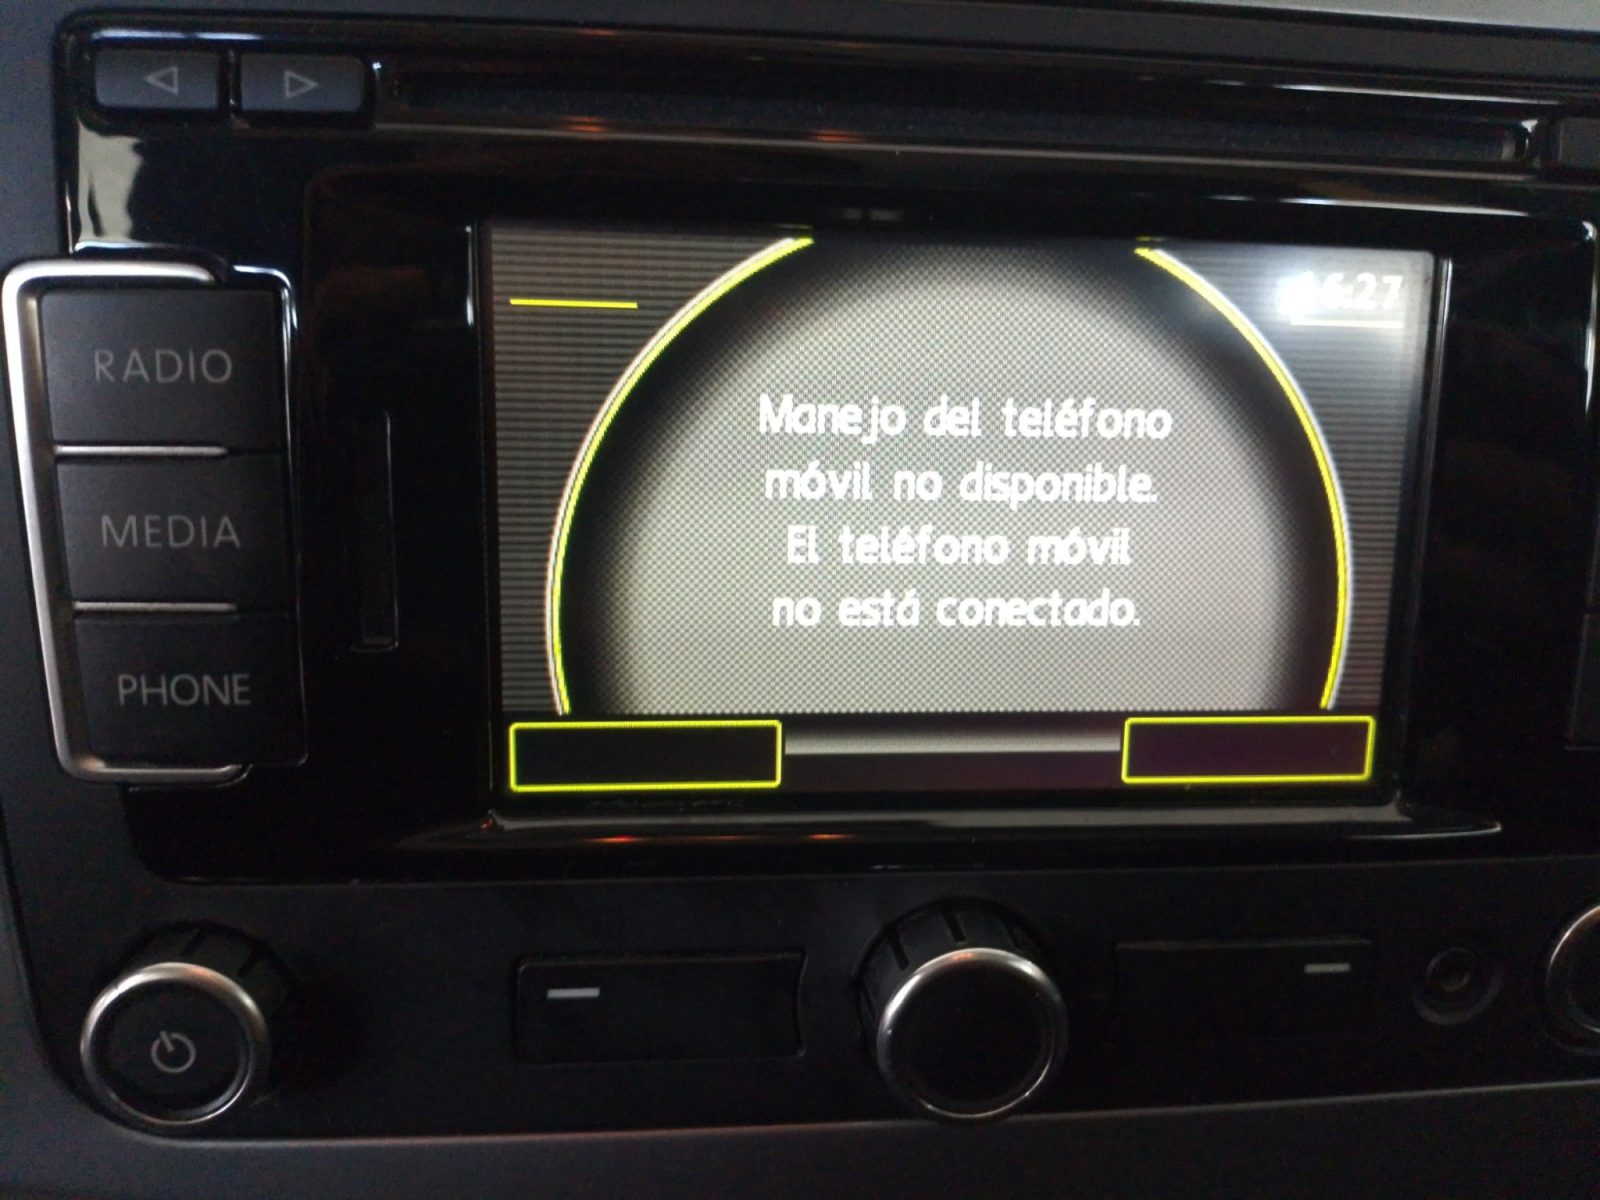 Manejo del teléfono
móvil no disponible.
El teléfono móvil
no está conectado.
RADIO
MEDIA
PHONE